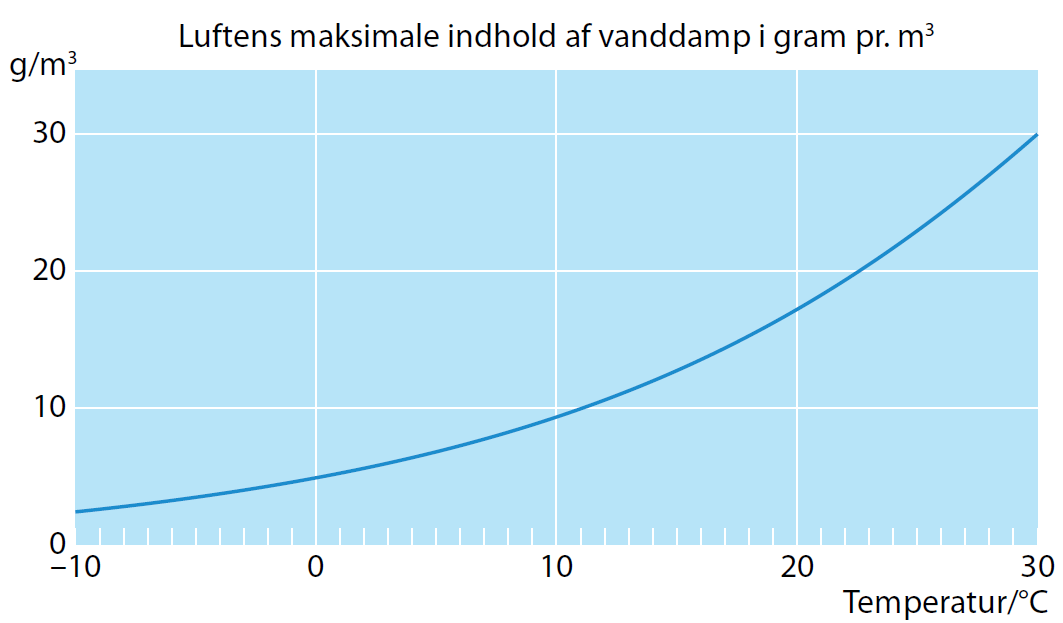 Luftens maksimale indhold af vanddamp i gram pr. m³
g/m³
30
20
10
0
–10 0 10 20 30
Temperatur/°C